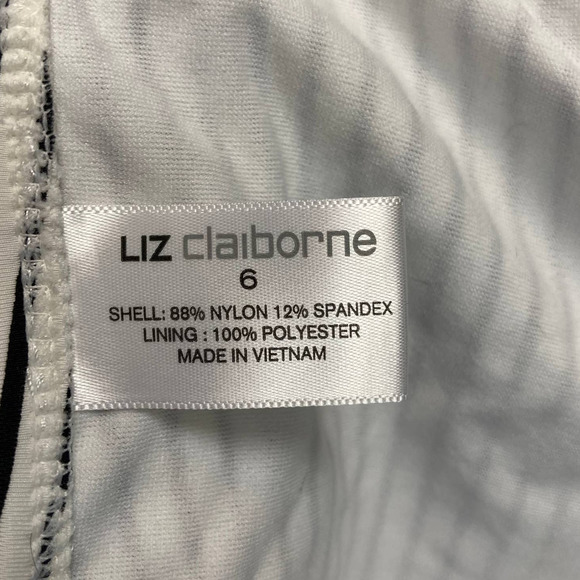 LIZ claiborne
6
SHELL: 88% NYLON 12% SPANDEX
LINING : 100% POLYESTER
MADE IN VIETNAM